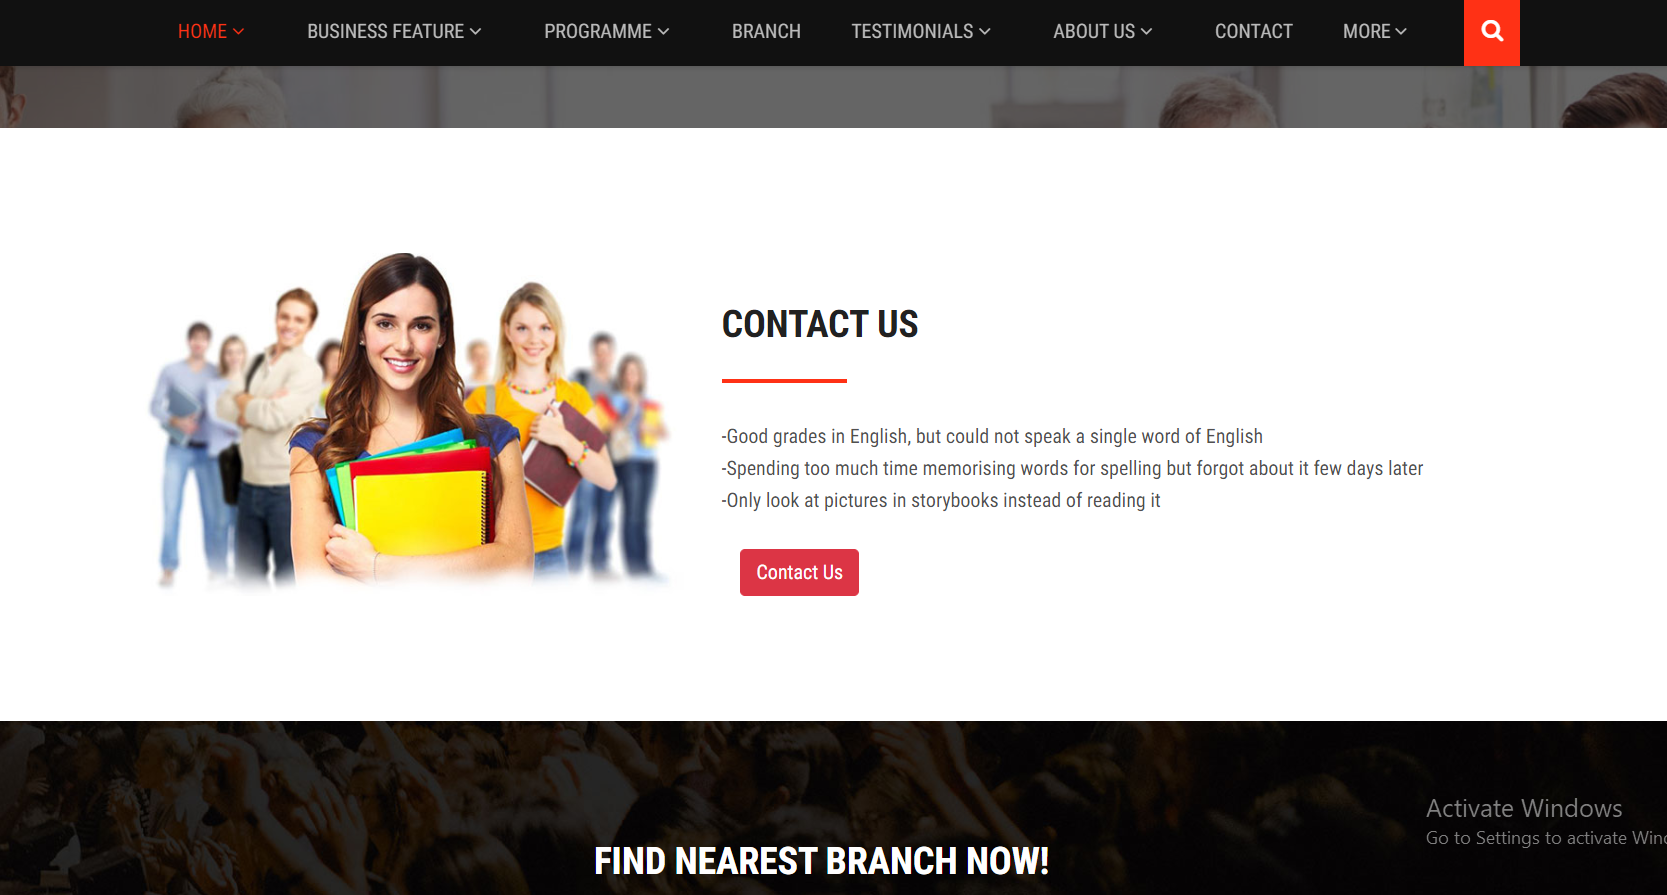 HOME BUSINESS FEATURE PROGRAMME BRANCH TESTIMONIALS ABOUT US CONTACT MORE
CONTACT US
-Good grades in English, but could not speak a single word of English
-Spending too much time memorising words for spelling but forgot about it few days later
-Only look at pictures in storybooks instead of reading it
Contact Us
Activate Windows
Go to Settings to activate
FIND NEAREST BRANCH NOW!